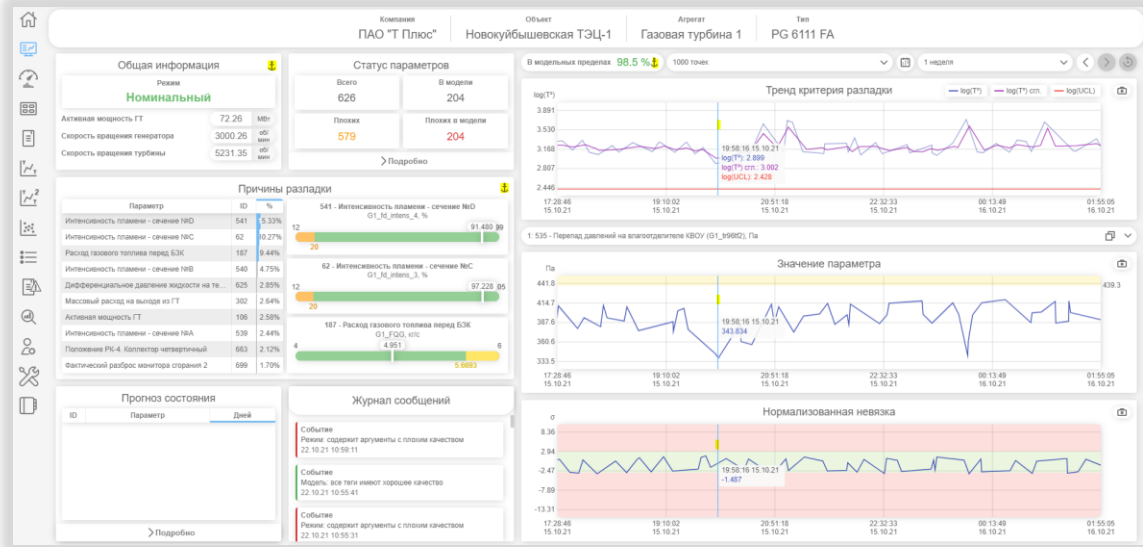 Компания
ПАО "Т Плюс"
Объект
Новокуйбышевская ТЭЦ-1
Агрегат
Газовая турбина 1
Тип
PG 6111 FA
Общая информация
Режим
Номинальный
Активная мощность ГТ 72.26 МВт
Скорость вращения генератора 3000.26 об/мин
Скорость вращения турбины 5231.35 об/мин
Статус параметров
Всего
626
В модели
204
Плохих
579
Плохих в модели
204
Подробно
Причины разладки
Параметр ID %
Интенсивность пламени - сечение №D 541 5.33%
Интенсивность пламени - сечение №C 62 10.27%
Расход газового топлива перед БЗК 187 9.44%
Интенсивность пламени - сечение №B 540 4.75%
Дифференциальное давление жидкости на те... 625 2.85%
Массовый расход на выходе из ГТ 302 2.64%
Активная мощность ГТ 106 2.58%
Интенсивность пламени - сечение №A 539 2.44%
Положение РК-4. Коллектор четвертичный 663 2.12%
Фактический разброс монитора сгорания 2 699 1.70%
541 - Интенсивность пламени - сечение №D
G1_fd_intens_4, %
12 91.480 99
20
62 - Интенсивность пламени - сечение №C
G1_fd_intens_3, %
12 97.228 05
20
187 - Расход газового топлива перед БЗК
G1_FQG, кг/с
4 4.951 6
5.6693
Прогноз состояния
ID Параметр Дней
Подробно
Журнал сообщений
Событие
Режим: содержит аргументы с плохим качеством
22.10.21 10:59:11
Событие
Модель: все теги имеют хорошее качество
22.10.21 10:55:41
Событие
Режим: содержит аргументы с плохим качеством
22.10.21 10:55:31
В модельных пределах 98.5 %
1000 точек
1 неделя
Тренд критерия разладки
log(T²) log(T²) сгл. log(UCL)
log(T²)
3.891
3.530
3.168
2.807
2.446
19:58:16 15.10.21
log(T²): 2.899
log(T²) сгл.: 3.002
log(UCL): 2.428
17:28:46 19:10:02 20:51:18 22:32:33 00:13:49 01:55:05
15.10.21 15.10.21 15.10.21 15.10.21 16.10.21 16.10.21
1: 535 - Перепад давлений на влагоотделителе КВОУ (G1_tr96tf2), Па
Значение параметра
Па
441.8
439.3
414.7
387.6
360.6
333.5
19:58:16 15.10.21
343.634
17:28:46 19:10:02 20:51:18 22:32:33 00:13:49 01:55:05
15.10.21 15.10.21 15.10.21 15.10.21 16.10.21 16.10.21
Нормализованная невязка
σ
8.36
2.94
-2.47
-7.89
-13.31
19:58:16 15.10.21
-1.487
17:28:46 19:10:02 20:51:18 22:32:33 00:13:49 01:55:05
15.10.21 15.10.21 15.10.21 15.10.21 16.10.21 16.10.21